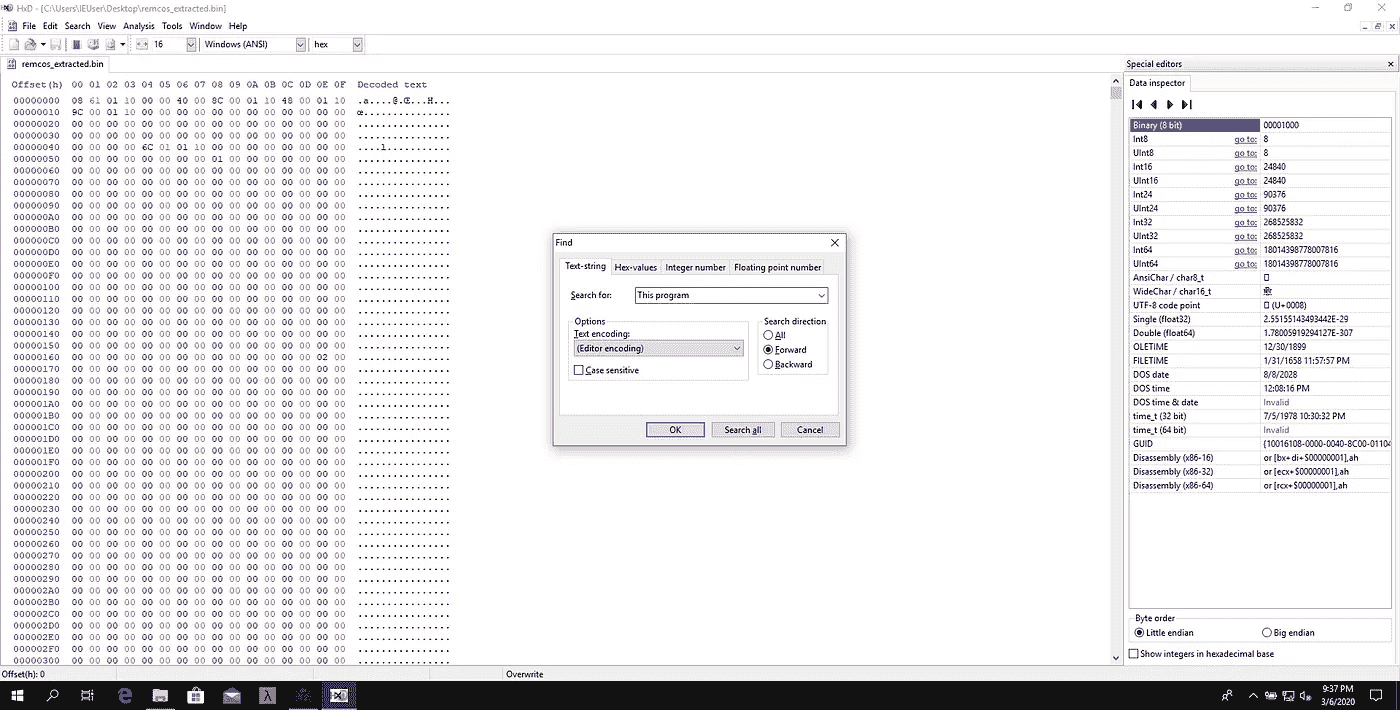 HxD - [C:\Users\IEUser\Desktop\remcos_extracted.bin]
File Edit Search View Analysis Tools Window Help
16 Windows (ANSI) hex
remcos_extracted.bin
Offset(h) 00 01 02 03 04 05 06 07 08 09 0A 0B 0C 0D 0E 0F Decoded text
00000000 08 61 01 10 00 00 40 00 8C 00 01 10 48 00 01 10 .a....@.Œ...H...
00000010 9C 00 01 10 00 00 00 00 00 00 00 00 00 00 00 00 œ...............
00000020 00 00 00 00 00 00 00 00 00 00 00 00 00 00 00 00 ................
00000030 00 00 00 00 00 00 00 00 00 00 00 00 00 00 00 00 ................
00000040 00 00 00 00 6C 01 01 10 00 00 00 00 00 00 00 00 ....l...........
00000050 00 00 00 00 00 00 00 00 01 00 00 00 00 00 00 00 ................
00000060 00 00 00 00 00 00 00 00 00 00 00 00 00 00 00 00 ................
00000070 00 00 00 00 00 00 00 00 00 00 00 00 00 00 00 00 ................
00000080 00 00 00 00 00 00 00 00 00 00 00 00 00 00 00 00 ................
00000090 00 00 00 00 00 00 00 00 00 00 00 00 00 00 00 00 ................
000000A0 00 00 00 00 00 00 00 00 00 00 00 00 00 00 00 00 ................
000000B0 00 00 00 00 00 00 00 00 00 00 00 00 00 00 00 00 ................
000000C0 00 00 00 00 00 00 00 00 00 00 00 00 00 00 00 00 ................
000000D0 00 00 00 00 00 00 00 00 00 00 00 00 00 00 00 00 ................
000000E0 00 00 00 00 00 00 00 00 00 00 00 00 00 00 00 00 ................
000000F0 00 00 00 00 00 00 00 00 00 00 00 00 00 00 00 00 ................
00000100 00 00 00 00 00 00 00 00 00 00 00 00 00 00 00 00 ................
00000110 00 00 00 00 00 00 00 00 00 00 00 00 00 00 00 00 ................
00000120 00 00 00 00 00 00 00 00 00 00 00 00 00 00 00 00 ................
00000130 00 00 00 00 00 00 00 00 00 00 00 00 00 00 00 00 ................
00000140 00 00 00 00 00 00 00 00 00 00 00 00 00 00 00 00 ................
00000150 00 00 00 00 00 00 00 00 00 00 00 00 00 00 00 00 ................
00000160 00 00 00 00 00 00 00 00 00 00 00 00 00 00 02 00 ................
00000170 00 00 00 00 00 00 00 00 00 00 00 00 00 00 00 00 ................
00000180 00 00 00 00 00 00 00 00 00 00 00 00 00 00 00 00 ................
00000190 00 00 00 00 00 00 00 00 00 00 00 00 00 00 00 00 ................
000001A0 00 00 00 00 00 00 00 00 00 00 00 00 00 00 00 00 ................
000001B0 00 00 00 00 00 00 00 00 00 00 00 00 00 00 00 00 ................
000001C0 00 00 00 00 00 00 00 00 00 00 00 00 00 00 00 00 ................
000001D0 00 00 00 00 00 00 00 00 00 00 00 00 00 00 00 00 ................
000001E0 00 00 00 00 00 00 00 00 00 00 00 00 00 00 00 00 ................
000001F0 00 00 00 00 00 00 00 00 00 00 00 00 00 00 00 00 ................
00000200 00 00 00 00 00 00 00 00 00 00 00 00 00 00 00 00 ................
00000210 00 00 00 00 00 00 00 00 00 00 00 00 00 00 00 00 ................
00000220 00 00 00 00 00 00 00 00 00 00 00 00 00 00 00 00 ................
00000230 00 00 00 00 00 00 00 00 00 00 00 00 00 00 00 00 ................
00000240 00 00 00 00 00 00 00 00 00 00 00 00 00 00 00 00 ................
00000250 00 00 00 00 00 00 00 00 00 00 00 00 00 00 00 00 ................
00000260 00 00 00 00 00 00 00 00 00 00 00 00 00 00 00 00 ................
00000270 00 00 00 00 00 00 00 00 00 00 00 00 00 00 00 00 ................
00000280 00 00 00 00 00 00 00 00 00 00 00 00 00 00 00 00 ................
00000290 00 00 00 00 00 00 00 00 00 00 00 00 00 00 00 00 ................
000002A0 00 00 00 00 00 00 00 00 00 00 00 00 00 00 00 00 ................
000002B0 00 00 00 00 00 00 00 00 00 00 00 00 00 00 00 00 ................
000002C0 00 00 00 00 00 00 00 00 00 00 00 00 00 00 00 00 ................
000002D0 00 00 00 00 00 00 00 00 00 00 00 00 00 00 00 00 ................
000002E0 00 00 00 00 00 00 00 00 00 00 00 00 00 00 00 00 ................
000002F0 00 00 00 00 00 00 00 00 00 00 00 00 00 00 00 00 ................
00000300 00 00 00 00 00 00 00 00 00 00 00 00 00 00 00 00 ................
Find
Text-string Hex-values Integer number Floating point number
Search for: This program
Options
Text encoding:
(Editor encoding)
Case sensitive
Search direction
All
Forward
Backward
OK Search all Cancel
Special editors
Data inspector
Binary (8 bit) 00001000
Int8 go to: 8
UInt8 go to: 8
Int16 go to: 24840
UInt16 go to: 24840
Int24 go to: 90376
UInt24 go to: 90376
Int32 go to: 268525832
UInt32 go to: 268525832
Int64 go to: 18014398778007816
UInt64 go to: 18014398778007816
AnsiChar / char8_t
WideChar / char16_t
UTF-8 code point (U+0008)
Single (float32) 2.55155143493442E-29
Double (float64) 1.78005919294127E-307
OLETIME 12/30/1899
FILETIME 1/31/1658 11:57:57 PM
DOS date 8/8/2028
DOS time 12:08:16 PM
DOS time & date Invalid
time_t (32 bit) 7/5/1978 10:30:32 PM
time_t (64 bit) Invalid
GUID {10016108-0000-0040-8C00-01104
Disassembly (x86-16) or [bx+di+$00000001],ah
Disassembly (x86-32) or [ecx+$00000001],ah
Disassembly (x86-64) or [rcx+$00000001],ah
Byte order
Little endian Big endian
Show integers in hexadecimal base
Offset(h): 0 Overwrite
9:37 PM
3/6/2020